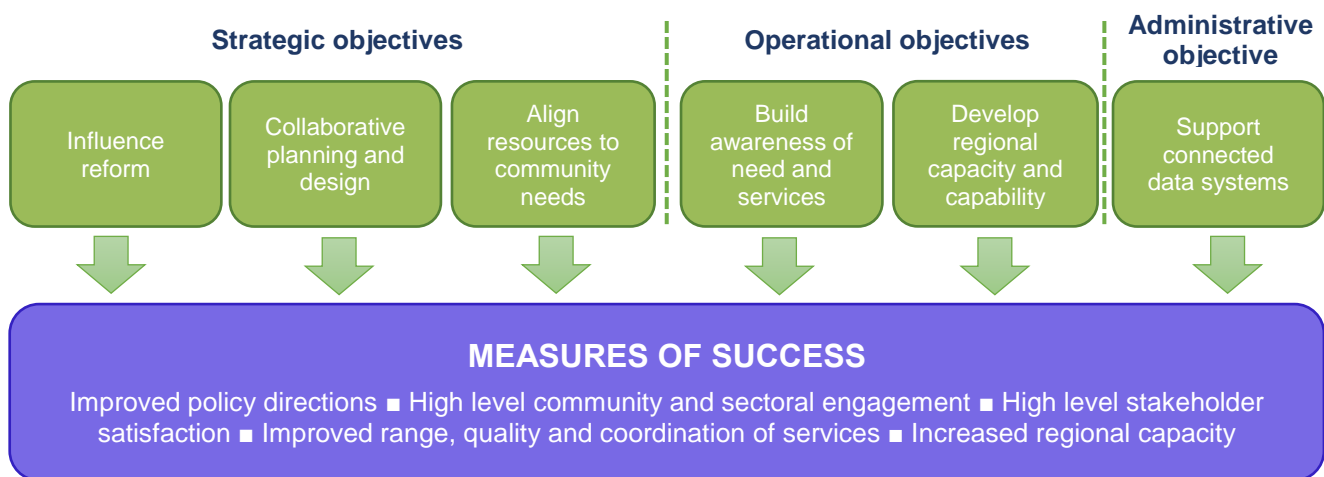 Strategic objectives
Operational objectives
Administrative
objective
Influence
reform
Collaborative
planning and
design
Align
resources to
community
needs
Build
awareness of
need and
services
Develop
regional
capacity and
capability
Support
connected
data systems
MEASURES OF SUCCESS
Improved policy directions ■ High level community and sectoral engagement ■ High level stakeholder
satisfaction ■ Improved range, quality and coordination of services ■ Increased regional capacity